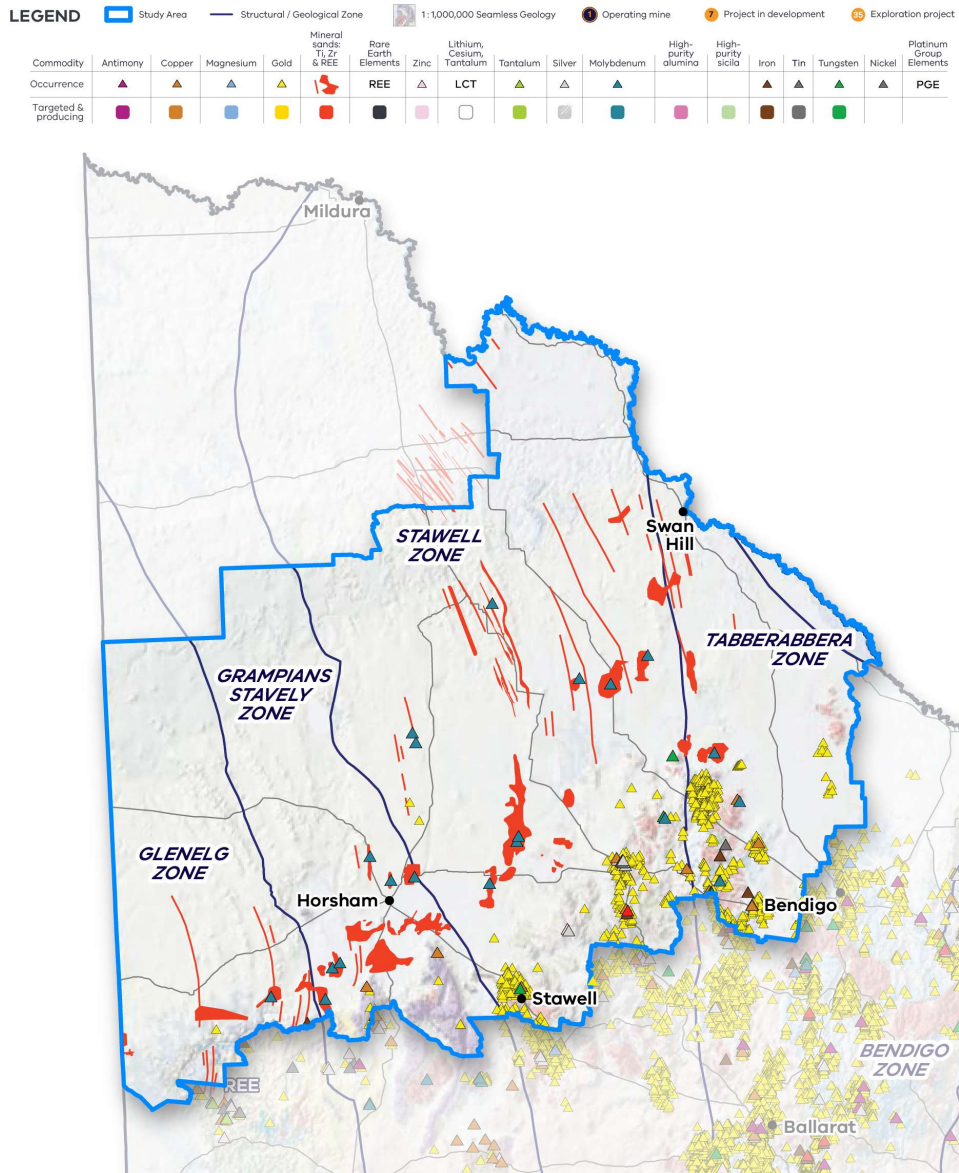 LEGEND
Study Area
Structural / Geological Zone
1 : 1,000,000 Seamless Geology
1
Operating mine
7
Project in development
35
Exploration project
Commodity
Antimony
Copper
Magnesium
Gold
Mineral
sands:
Ti, Zr
& REE
Rare
Earth
Elements
Zinc
Lithium,
Cesium,
Tantalum
Tantalum
Silver
Molybdenum
High-
purity
alumina
High-
purity
sicila
Iron
Tin
Tungsten
Nickel
Platinum
Group
Elements
Occurrence
REE
LCT
PGE
Targeted &
producing
Mildura
STAWELL
ZONE
Swan
Hill
TABBERABBERA
ZONE
GRAMPIANS
STAVELY
ZONE
GLENELG
ZONE
Horsham
Bendigo
Stawell
BENDIGO
ZONE
REE
Ballarat